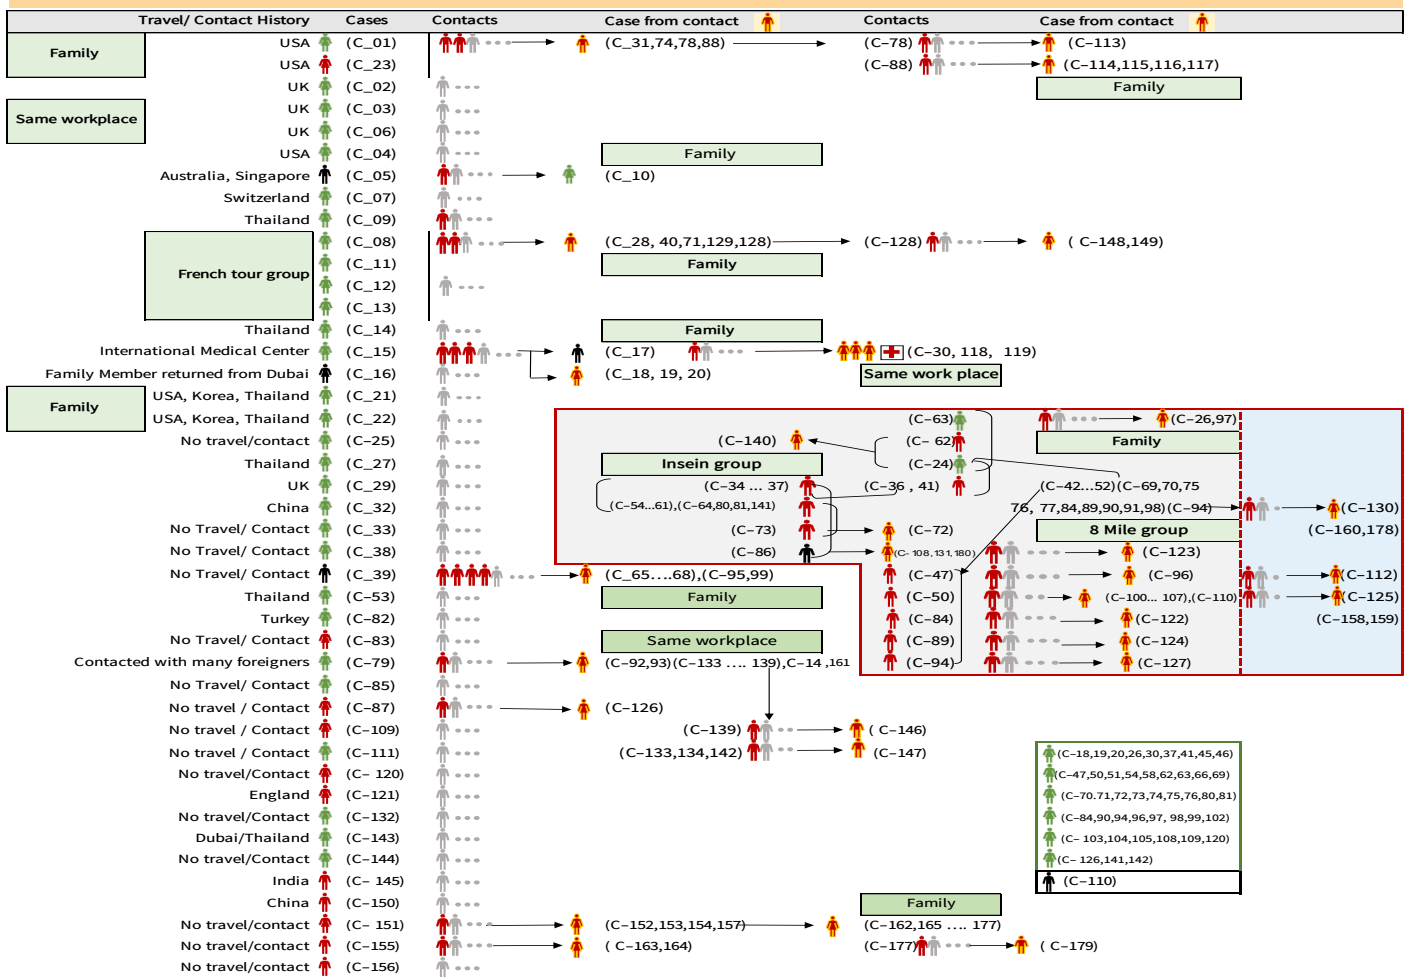 Travel/ Contact History Cases Contacts Case from contact Contacts Case from contact
Family
USA (C_01) (C_31,74,78,88) (C-78) (C-113)
USA (C_23) (C-88) (C-114,115,116,117)
UK (C_02) Family
Same workplace
UK (C_03)
UK (C_06)
USA (C_04) Family
Australia, Singapore (C_05) (C_10)
Switzerland (C_07)
Thailand (C_09)
French tour group
(C_08) (C_28, 40,71,129,128) (C-128) ( C-148,149)
(C_11) Family
(C_12)
(C_13)
Thailand (C_14) Family
International Medical Center (C_15) (C_17) (C-30, 118, 119)
Family Member returned from Dubai (C_16) (C_18, 19, 20) Same work place
Family
USA, Korea, Thailand (C_21)
USA, Korea, Thailand (C_22) (C-63) (C-26,97)
No travel/contact (C-25) (C-140) (C- 62) Family
Thailand (C_27) Insein group (C-24)
UK (C_29) (C-34 ... 37) (C-36 , 41) (C-42...52)(C-69,70,75
China (C_32) (C-54...61),(C-64,80,81,141) 76, 77,84,89,90,91,98)(C-94) (C-130)
No Travel/ Contact (C_33) (C-73) (C-72) 8 Mile group (C-160,178)
No Travel/ Contact (C_38) (C-86) (C- 108,131,180) (C-123)
No Travel/ Contact (C_39) (C_65....68),(C-95,99) (C-47) (C-96) (C-112)
Thailand (C-53) Family (C-50) (C-100... 107),(C-110) (C-125)
Turkey (C-82) (C-84) (C-122) (C-158,159)
No Travel/ Contact (C-83) Same workplace (C-89) (C-124)
Contacted with many foreigners (C-79) (C-92,93)(C-133 .... 139),C-14 ,161 (C-94) (C-127)
No Travel/ Contact (C-85)
No travel / Contact (C-87) (C-126)
No travel / Contact (C-109) (C-139) ( C-146)
No travel / Contact (C-111) (C-133,134,142) (C-147) (C-18,19,20,26,30,37,41,45,46)
No travel/Contact (C- 120) (C-47,50,51,54,58,62,63,66,69)
England (C-121) (C-70.71,72,73,74,75,76,80,81)
No travel/Contact (C-132) (C-84,90,94,96,97, 98,99,102)
Dubai/Thailand (C-143) (C- 103,104,105,108,109,120)
No travel/Contact (C-144) (C- 126,141,142)
India (C- 145) (C-110)
China (C-150) Family
No travel/contact (C- 151) (C-152,153,154,157) (C-162,165 .... 177)
No travel/contact (C-155) ( C-163,164) (C-177) ( C-179)
No travel/contact (C-156)